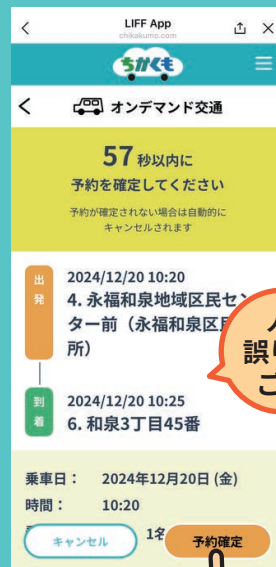 LIFF App
chikakumo.com
ちかくも
オンデマンド交通
57 秒以内に
予約を確定してください
予約が確定されない場合は自動的に
キャンセルされます
出発
2024/12/20 10:20
4. 永福和泉地域区民セン
ター前（永福和泉区民
所）
到着
2024/12/20 10:25
6. 和泉3丁目45番
誤り
ご
乗車日： 2024年12月20日 (金)
時間： 10:20
1名
キャンセル
予約確定